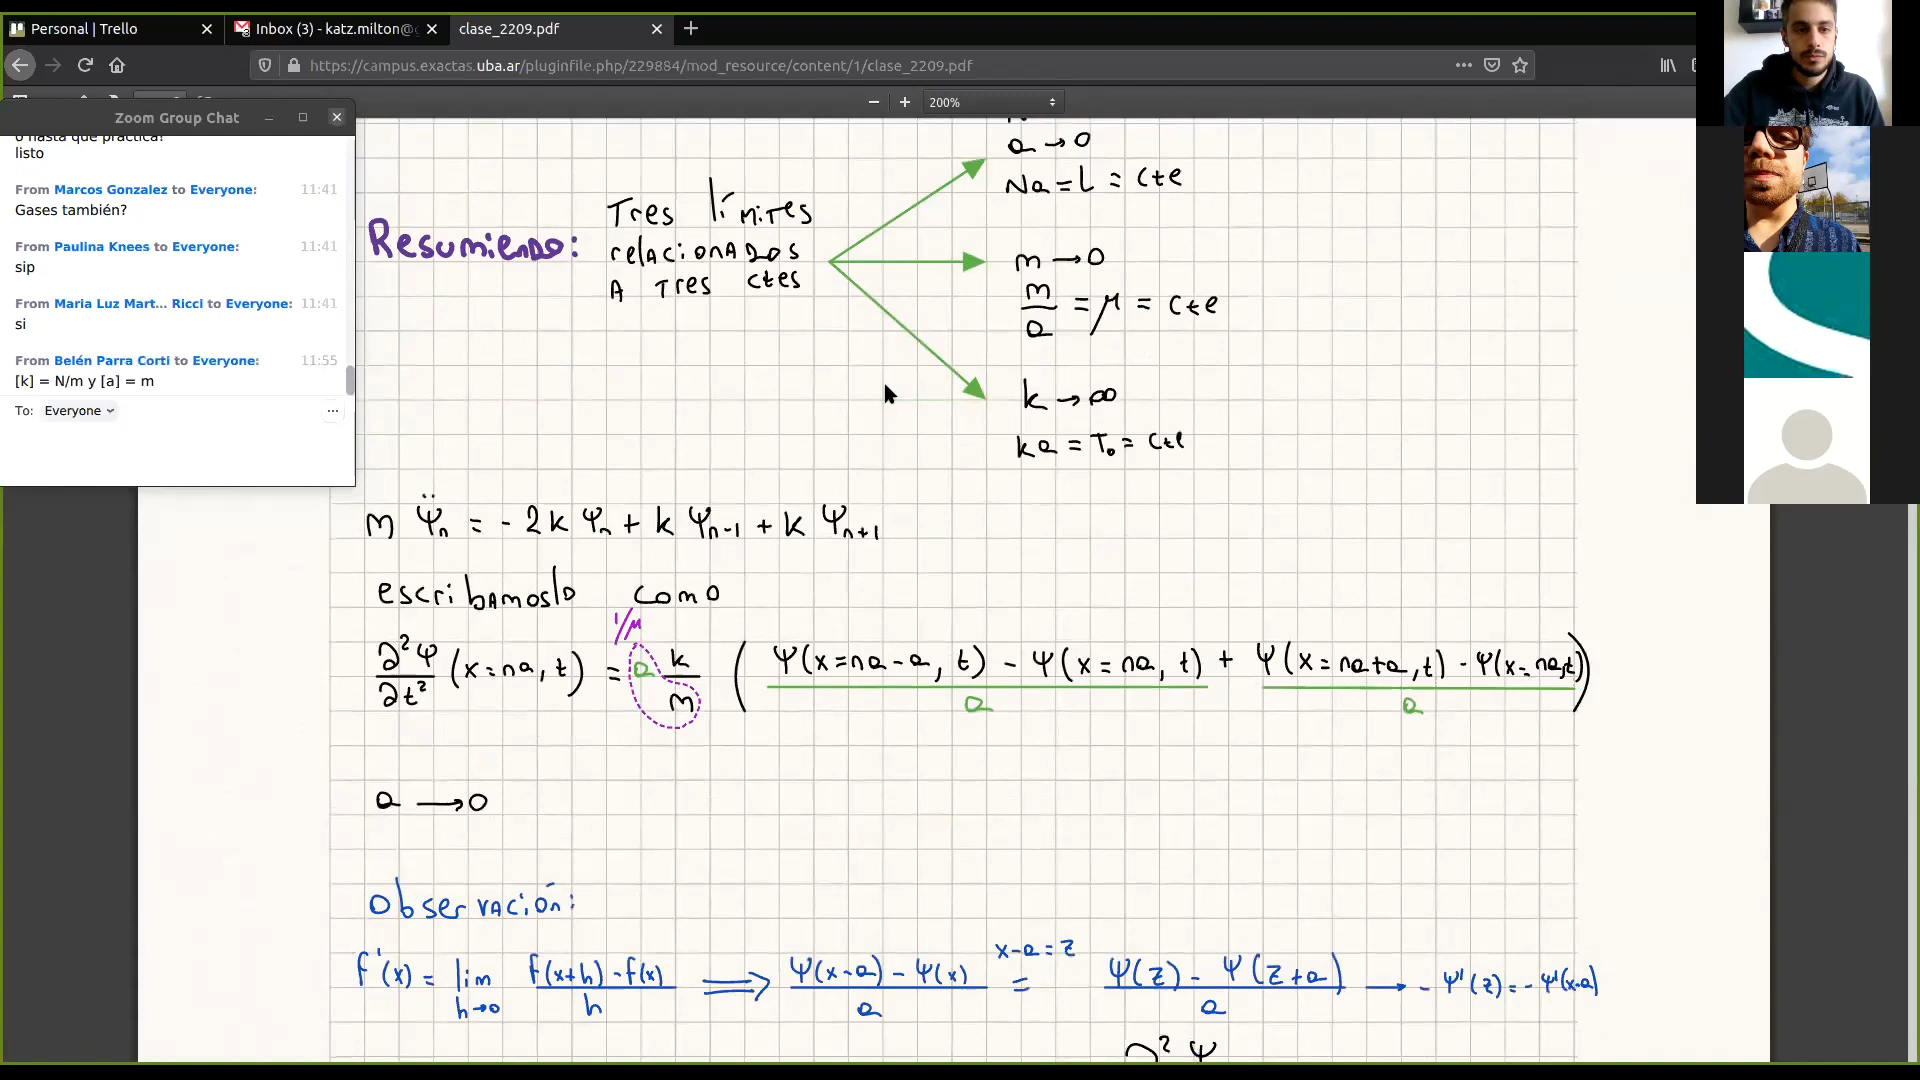 Personal | Trello
Inbox (3) - katz.milton@
clase_2209.pdf
https://campus.exactas.uba.ar/pluginfile.php/229884/mod_resource/content/1/clase_2209.pdf
200%
Zoom Group Chat
o hasta que practica?
listo
From Marcos Gonzalez to Everyone: 11:41
Gases también?
From Paulina Knees to Everyone: 11:41
sip
From Maria Luz Mart... Ricci to Everyone: 11:41
si
From Belén Parra Corti to Everyone: 11:55
[k] = N/m y [a] = m
To: Everyone
a → 0
Na = L = cte
Resumiendo:
Tres límites
relacionados
a tres ctes
m → 0
m/a = μ = cte
k → ∞
ka = T₀ = cte
m ψ̈ₙ = - 2k ψₙ + k ψₙ₋₁ + k ψₙ₊₁
escribamoslo como
1/μ
∂²ψ/∂t² (x=na, t) = a k/m ( (ψ(x=na-a, t) - ψ(x=na, t))/a + (ψ(x=na+a, t) - ψ(x=na, t))/a )
a → 0
Observación:
f'(x) = lim h→0 (f(x+h) - f(x))/h ⟹ (ψ(x-a) - ψ(x))/a = x-a=z (ψ(z) - ψ(z+a))/a → - ψ'(z) = - ψ'(x-a)
∂²ψ